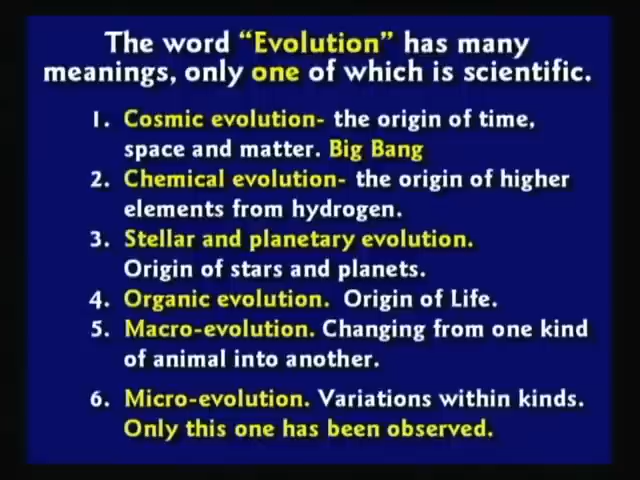 The word “Evolution” has many
meanings, only one of which is scientific.
1. Cosmic evolution- the origin of time,
space and matter. Big Bang
2. Chemical evolution- the origin of higher
elements from hydrogen.
3. Stellar and planetary evolution.
Origin of stars and planets.
4. Organic evolution. Origin of Life.
5. Macro-evolution. Changing from one kind
of animal into another.
6. Micro-evolution. Variations within kinds.
Only this one has been observed.